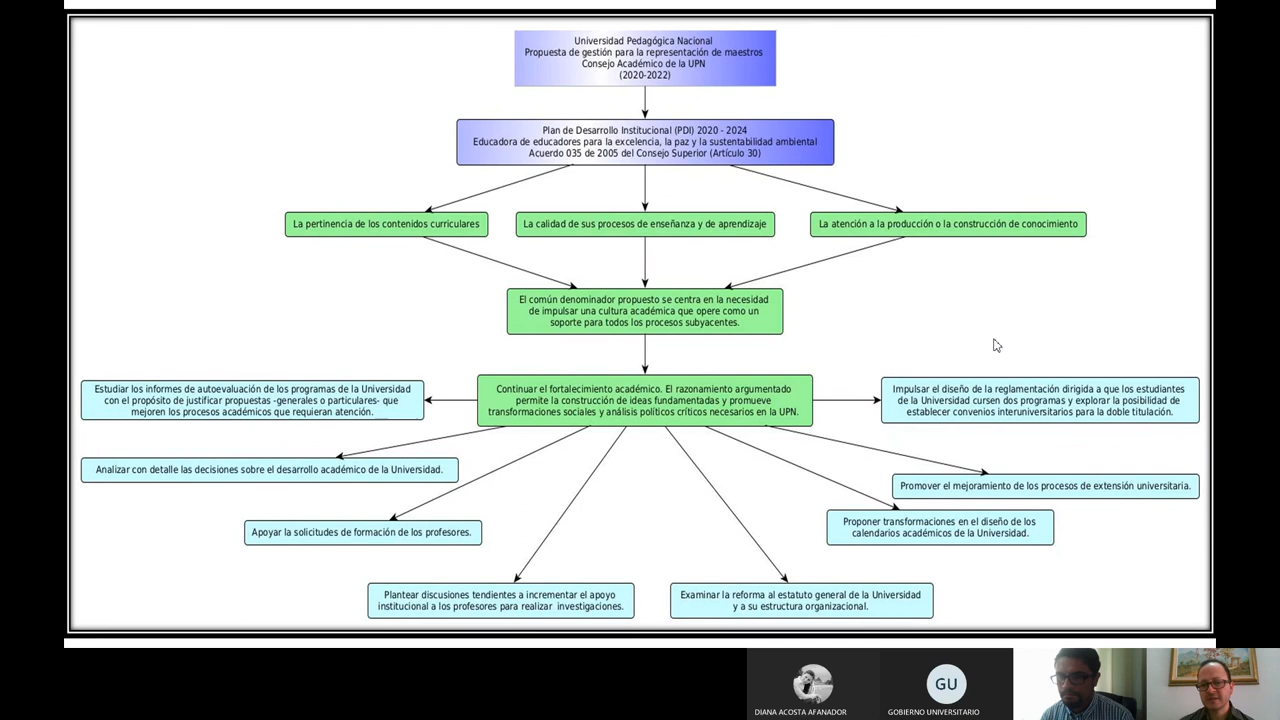 Universidad Pedagógica Nacional
Propuesta de gestión para la representación de maestros
Consejo Académico de la UPN
(2020-2022)
Plan de Desarrollo Institucional (PDI) 2020 - 2024
Educadora de educadores para la excelencia, la paz y la sustentabilidad ambiental
Acuerdo 035 de 2005 del Consejo Superior (Artículo 30)
La pertinencia de los contenidos curriculares
La calidad de sus procesos de enseñanza y de aprendizaje
La atención a la producción o la construcción de conocimiento
El común denominador propuesto se centra en la necesidad
de impulsar una cultura académica que opere como un
soporte para todos los procesos subyacentes.
Estudiar los informes de autoevaluación de los programas de la Universidad
con el propósito de justificar propuestas -generales o particulares- que
mejoren los procesos académicos que requieran atención.
Continuar el fortalecimiento académico. El razonamiento argumentado
permite la construcción de ideas fundamentadas y promueve
transformaciones sociales y análisis políticos críticos necesarios en la UPN.
Impulsar el diseño de la reglamentación dirigida a que los estudiantes
de la Universidad cursen dos programas y explorar la posibilidad de
establecer convenios interuniversitarios para la doble titulación.
Analizar con detalle las decisiones sobre el desarrollo académico de la Universidad.
Promover el mejoramiento de los procesos de extensión universitaria.
Apoyar la solicitudes de formación de los profesores.
Proponer transformaciones en el diseño de los
calendarios académicos de la Universidad.
Plantear discusiones tendientes a incrementar el apoyo
institucional a los profesores para realizar investigaciones.
Examinar la reforma al estatuto general de la Universidad
y a su estructura organizacional.
GU
DIANA ACOSTA AFANADOR
GOBIERNO UNIVERSITARIO